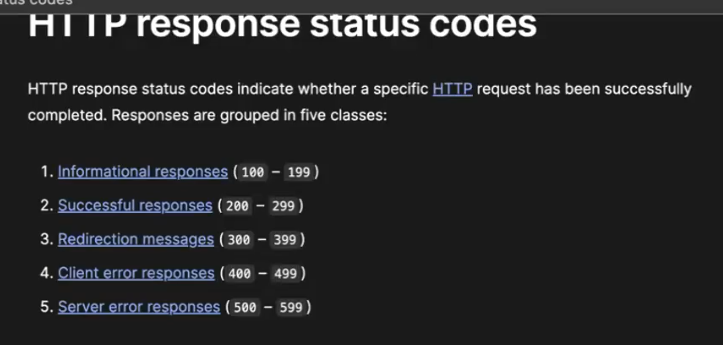 atus codes
HTTP response status codes
HTTP response status codes indicate whether a specific HTTP request has been successfully
completed. Responses are grouped in five classes:
1. Informational responses (100 – 199)
2. Successful responses (200 – 299)
3. Redirection messages (300 – 399)
4. Client error responses (400 – 499)
5. Server error responses (500 – 599)